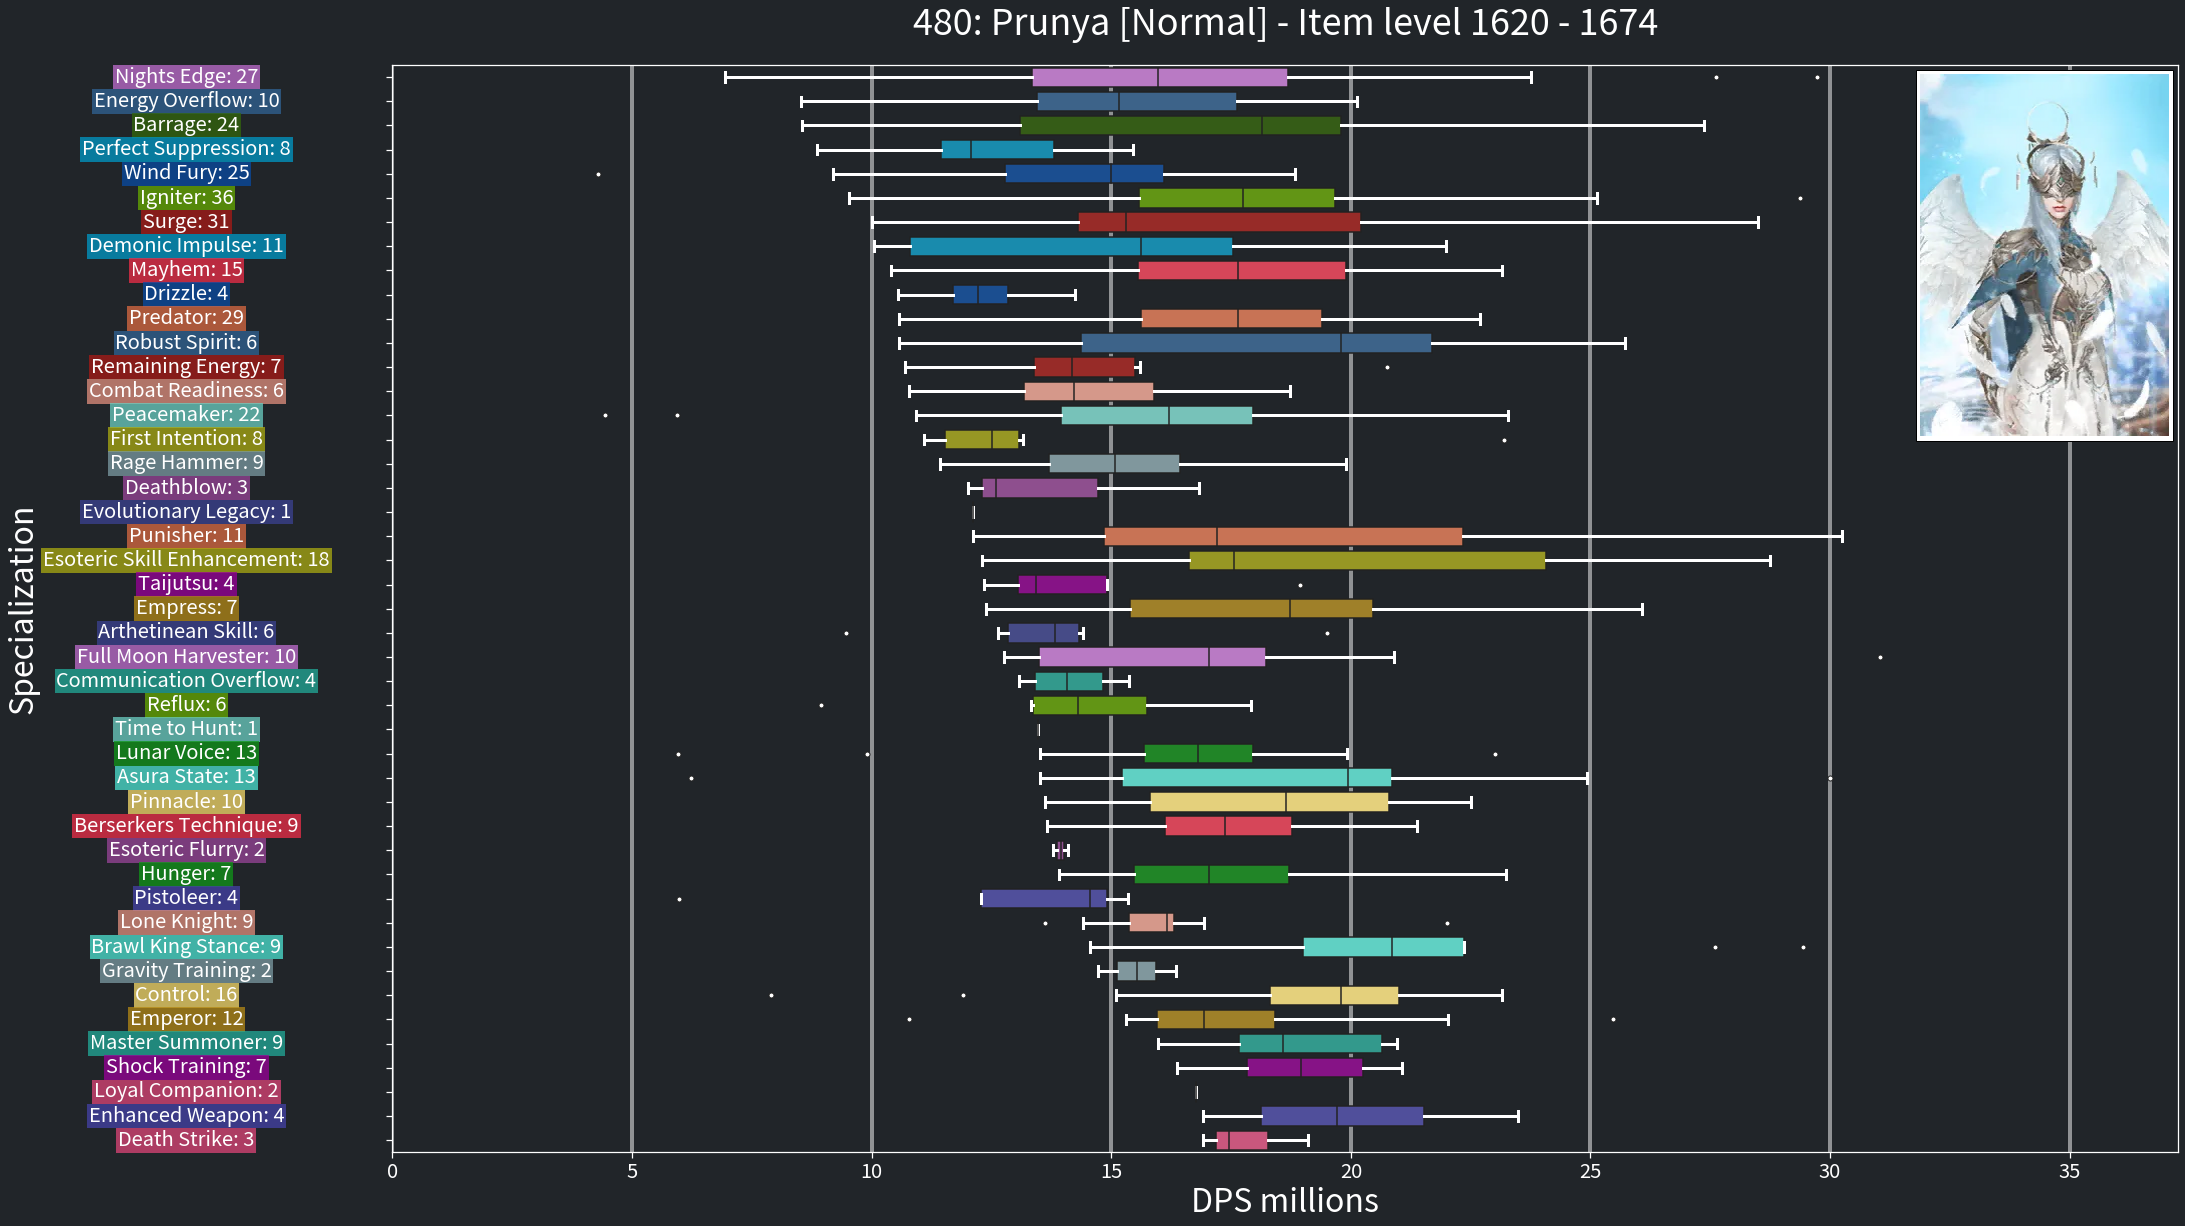 480: Prunya [Normal] - Item level 1620 - 1674
Nights Edge: 27
Energy Overflow: 10
Barrage: 24
Perfect Suppression: 8
Wind Fury: 25
Igniter: 36
Surge: 31
Demonic Impulse: 11
Mayhem: 15
Drizzle: 4
Predator: 29
Robust Spirit: 6
Remaining Energy: 7
Combat Readiness: 6
Peacemaker: 22
First Intention: 8
Rage Hammer: 9
Deathblow: 3
Evolutionary Legacy: 1
Punisher: 11
Esoteric Skill Enhancement: 18
Taijutsu: 4
Empress: 7
Arthetinean Skill: 6
Full Moon Harvester: 10
Communication Overflow: 4
Reflux: 6
Time to Hunt: 1
Lunar Voice: 13
Asura State: 13
Pinnacle: 10
Berserkers Technique: 9
Esoteric Flurry: 2
Hunger: 7
Pistoleer: 4
Lone Knight: 9
Brawl King Stance: 9
Gravity Training: 2
Control: 16
Emperor: 12
Master Summoner: 9
Shock Training: 7
Loyal Companion: 2
Enhanced Weapon: 4
Death Strike: 3
Specialization
0 5 10 15 20 25 30 35
DPS millions